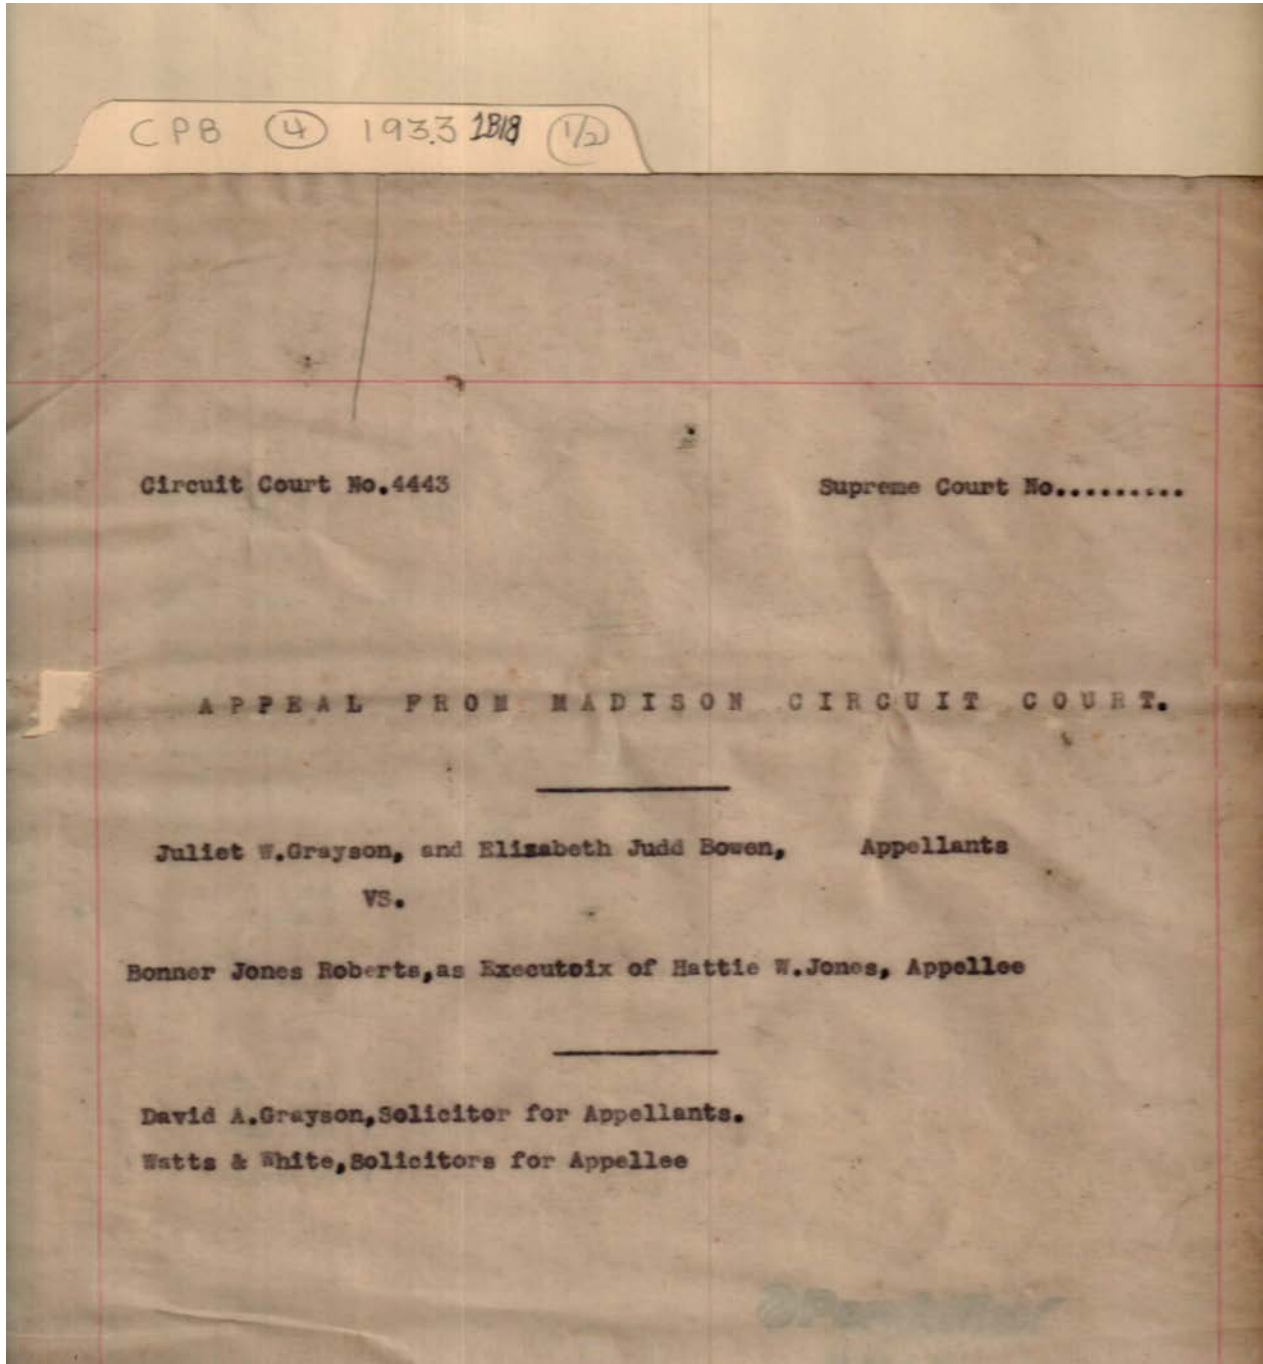 CPB 4 1933 1818 1/2
Circuit Court No.4443 Supreme Court No.........
APPEAL FROM MADISON CIRCUIT COURT.
Juliet W.Grayson, and Elizabeth Judd Bowen, Appellants
VS.
Bonner Jones Roberts,as Executoix of Hattie W.Jones, Appellee
David A.Grayson,Solicitor for Appellants.
Watts & White,Solicitors for Appellee